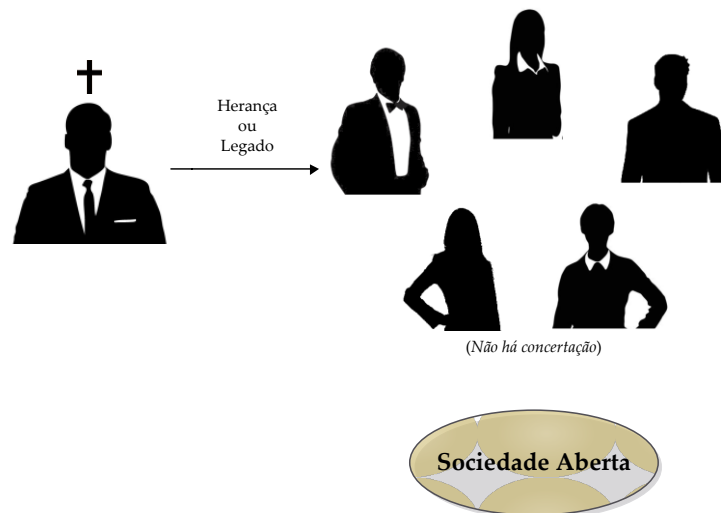 Herança
ou
Legado
(Não há concertação)
Sociedade Aberta